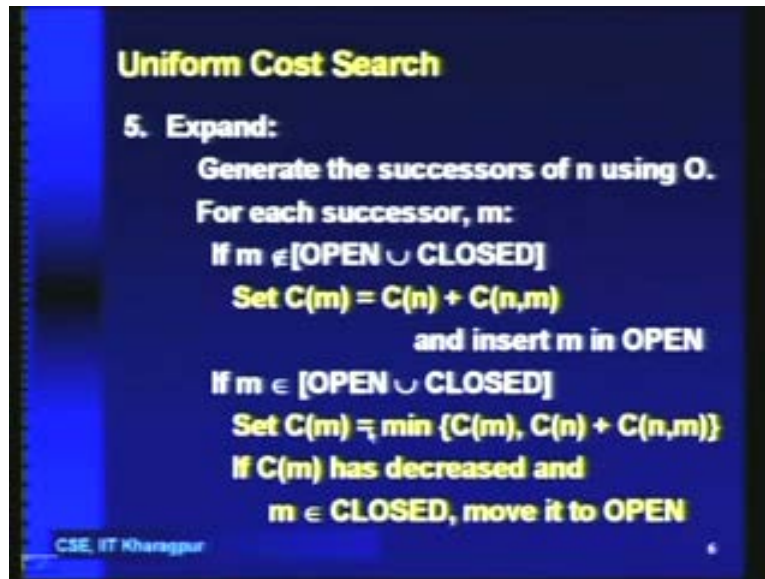 Uniform Cost Search
5. Expand:
Generate the successors of n using O.
For each successor, m:
If m ∉[OPEN ∪ CLOSED]
Set C(m) = C(n) + C(n,m)
and insert m in OPEN
If m ∈ [OPEN ∪ CLOSED]
Set C(m) = min {C(m), C(n) + C(n,m)}
If C(m) has decreased and
m ∈ CLOSED, move it to OPEN
CSE, IIT Kharagpur
6